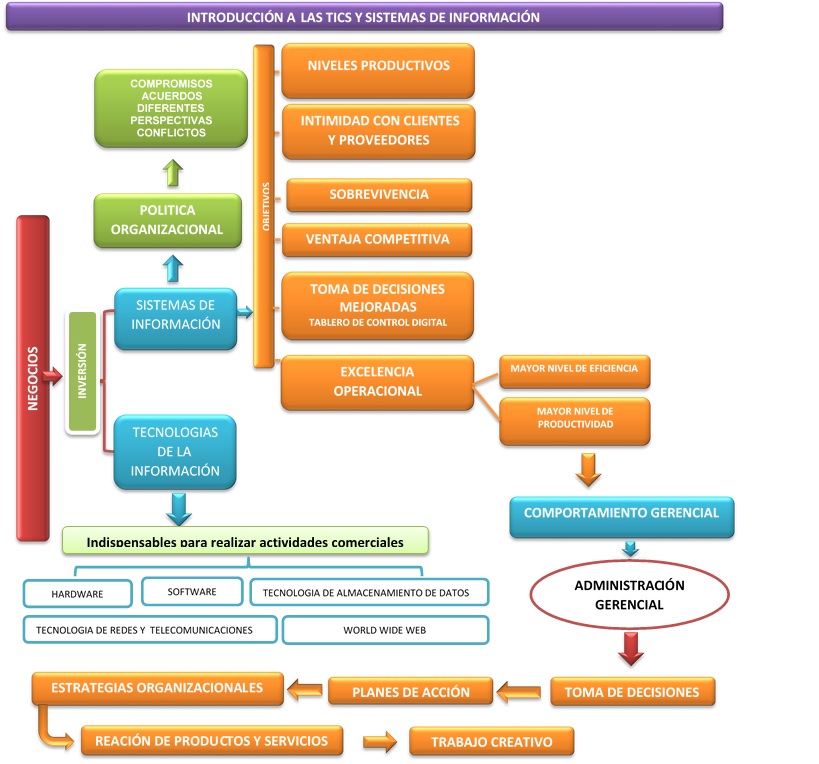 INTRODUCCIÓN A LAS TICS Y SISTEMAS DE INFORMACIÓN
NEGOCIOS
INVERSIÓN
COMPROMISOS
ACUERDOS
DIFERENTES
PERSPECTIVAS
CONFLICTOS
POLITICA
ORGANIZACIONAL
SISTEMAS DE
INFORMACIÓN
TECNOLOGIAS
DE LA
INFORMACIÓN
OBJETIVOS
NIVELES PRODUCTIVOS
INTIMIDAD CON CLIENTES
Y PROVEEDORES
SOBREVIVENCIA
VENTAJA COMPETITIVA
TOMA DE DECISIONES
MEJORADAS
TABLERO DE CONTROL DIGITAL
EXCELENCIA
OPERACIONAL
MAYOR NIVEL DE EFICIENCIA
MAYOR NIVEL DE
PRODUCTIVIDAD
Indispensables para realizar actividades comerciales
HARDWARE
SOFTWARE
TECNOLOGIA DE ALMACENAMIENTO DE DATOS
TECNOLOGIA DE REDES Y TELECOMUNICACIONES
WORLD WIDE WEB
COMPORTAMIENTO GERENCIAL
ADMINISTRACIÓN
GERENCIAL
TOMA DE DECISIONES
PLANES DE ACCIÓN
ESTRATEGIAS ORGANIZACIONALES
REACIÓN DE PRODUCTOS Y SERVICIOS
TRABAJO CREATIVO